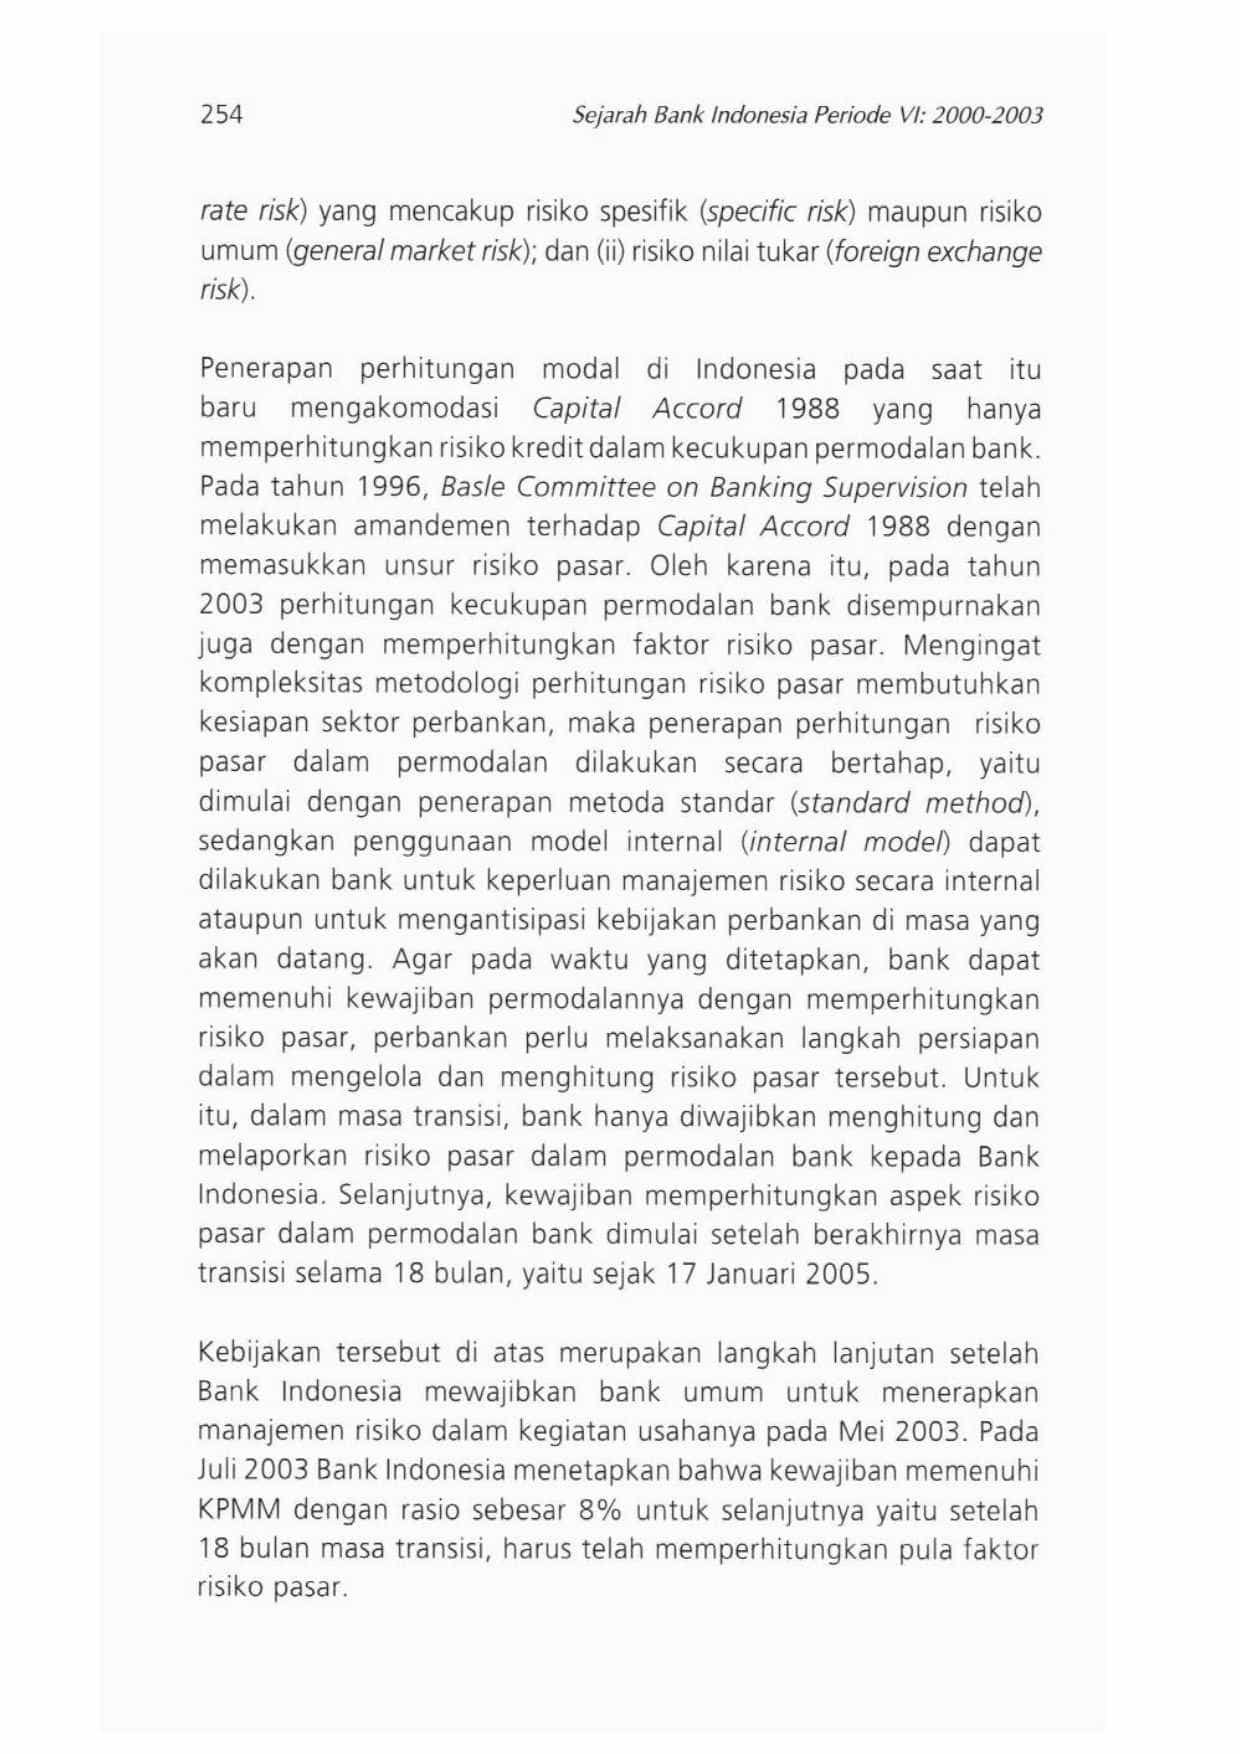 254 Sejarah Bank Indonesia Periode VI: 2000-2003
rate risk) yang mencakup risiko spesifik (specific risk) maupun risiko
umum (general market risk); dan (ii) risiko nilai tukar (foreign exchange
risk).
Penerapan perhitungan modal di Indonesia pada saat itu
baru mengakomodasi Capital Accord 1988 yang hanya
memperhitungkan risiko kredit dalam kecukupan permodalan bank.
Pada tahun 1996, Basle Committee on Banking Supervision telah
melakukan amandemen terhadap Capital Accord 1988 dengan
memasukkan unsur risiko pasar. Oleh karena itu, pada tahun
2003 perhitungan kecukupan permodalan bank disempurnakan
juga dengan memperhitungkan faktor risiko pasar. Mengingat
kompleksitas metodologi perhitungan risiko pasar membutuhkan
kesiapan sektor perbankan, maka penerapan perhitungan risiko
pasar dalam permodalan dilakukan secara bertahap, yaitu
dimulai dengan penerapan metoda standar (standard method),
sedangkan penggunaan model internal (internal model) dapat
dilakukan bank untuk keperluan manajemen risiko secara internal
ataupun untuk mengantisipasi kebijakan perbankan di masa yang
akan datang. Agar pada waktu yang ditetapkan, bank dapat
memenuhi kewajiban permodalannya dengan memperhitungkan
risiko pasar, perbankan perlu melaksanakan langkah persiapan
dalam mengelola dan menghitung risiko pasar tersebut. Untuk
itu, dalam masa transisi, bank hanya diwajibkan menghitung dan
melaporkan risiko pasar dalam permodalan bank kepada Bank
Indonesia. Selanjutnya, kewajiban memperhitungkan aspek risiko
pasar dalam permodalan bank dimulai setelah berakhirnya masa
transisi selama 18 bulan, yaitu sejak 17 Januari 2005.
Kebijakan tersebut di atas merupakan langkah lanjutan setelah
Bank Indonesia mewajibkan bank umum untuk menerapkan
manajemen risiko dalam kegiatan usahanya pada Mei 2003. Pada
Juli 2003 Bank Indonesia menetapkan bahwa kewajiban memenuhi
KPMM dengan rasio sebesar 8% untuk selanjutnya yaitu setelah
18 bulan masa transisi, harus telah memperhitungkan pula faktor
risiko pasar.